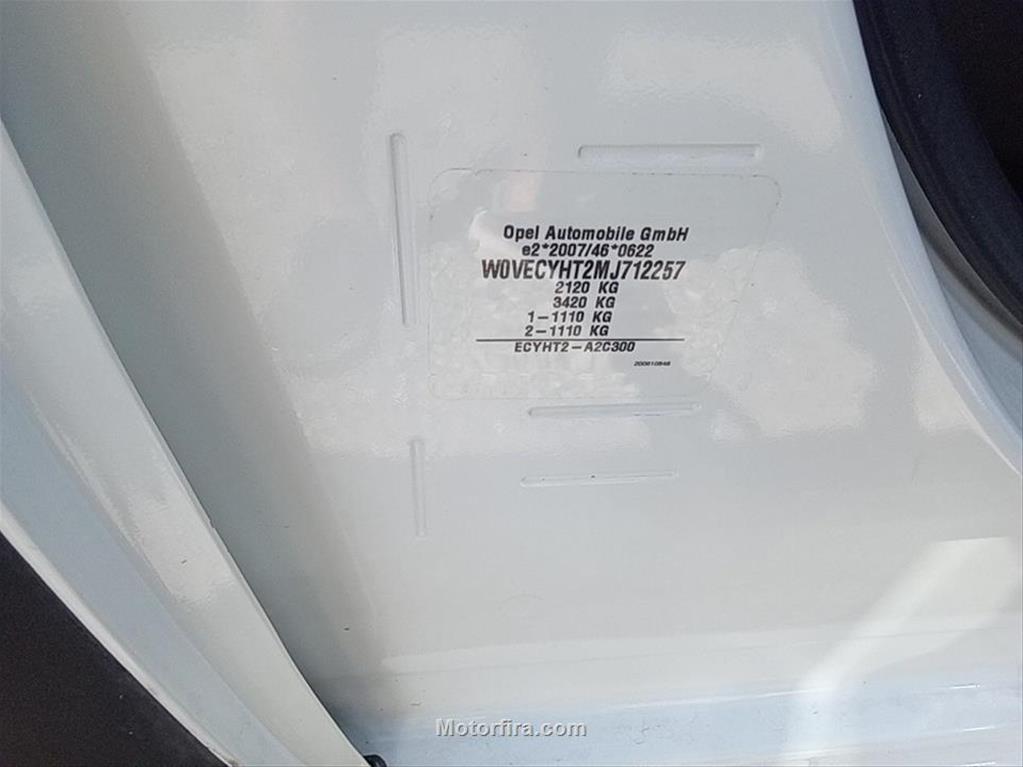 Opel Automobile GmbH
e2*2007/46*0622
W0VECYHT2MJ712257
2120 KG
3420 KG
1-1110 KG
2-1110 KG
ECYHT2-A2C300
Motorfira.com